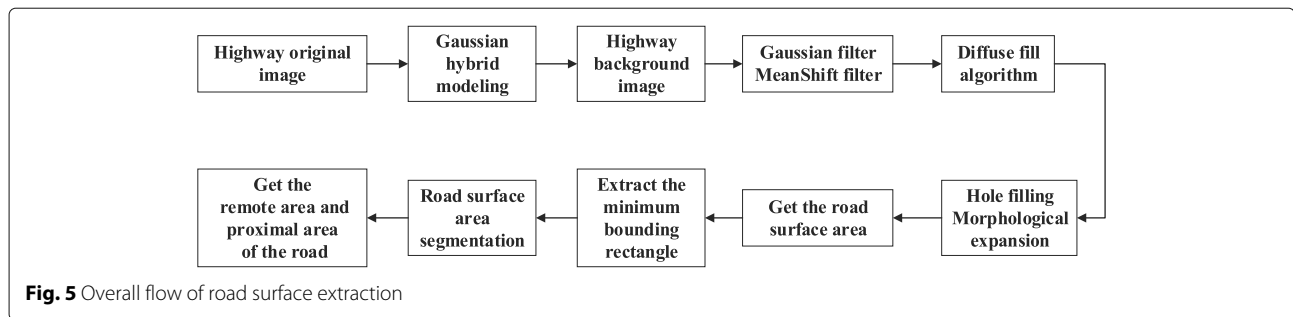 Highway original
image
Gaussian
hybrid
modeling
Highway
background
image
Gaussian filter
MeanShift filter
Diffuse fill
algorithm
Hole filling
Morphological
expansion
Get the road
surface area
Extract the
minimum
bounding
rectangle
Road surface
area
segmentation
Get the
remote area and
proximal area
of the road
Fig. 5 Overall flow of road surface extraction